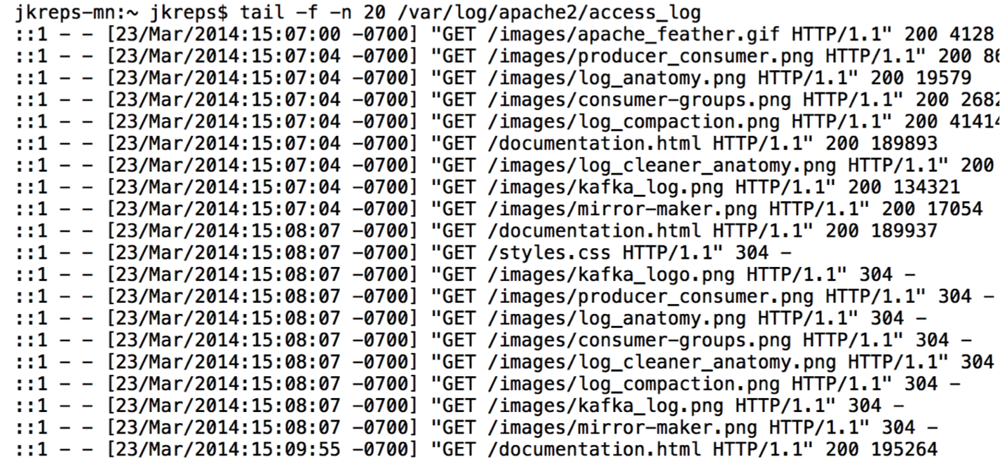 jkreps-mn:~ jkreps$ tail -f -n 20 /var/log/apache2/access_log
::1 - - [23/Mar/2014:15:07:00 -0700] "GET /images/apache_feather.gif HTTP/1.1" 200 4128
::1 - - [23/Mar/2014:15:07:04 -0700] "GET /images/producer_consumer.png HTTP/1.1" 200 86
::1 - - [23/Mar/2014:15:07:04 -0700] "GET /images/log_anatomy.png HTTP/1.1" 200 19579
::1 - - [23/Mar/2014:15:07:04 -0700] "GET /images/consumer-groups.png HTTP/1.1" 200 2682
::1 - - [23/Mar/2014:15:07:04 -0700] "GET /images/log_compaction.png HTTP/1.1" 200 41414
::1 - - [23/Mar/2014:15:07:04 -0700] "GET /documentation.html HTTP/1.1" 200 189893
::1 - - [23/Mar/2014:15:07:04 -0700] "GET /images/log_cleaner_anatomy.png HTTP/1.1" 200
::1 - - [23/Mar/2014:15:07:04 -0700] "GET /images/kafka_log.png HTTP/1.1" 200 134321
::1 - - [23/Mar/2014:15:07:04 -0700] "GET /images/mirror-maker.png HTTP/1.1" 200 17054
::1 - - [23/Mar/2014:15:08:07 -0700] "GET /documentation.html HTTP/1.1" 200 189937
::1 - - [23/Mar/2014:15:08:07 -0700] "GET /styles.css HTTP/1.1" 304 -
::1 - - [23/Mar/2014:15:08:07 -0700] "GET /images/kafka_logo.png HTTP/1.1" 304 -
::1 - - [23/Mar/2014:15:08:07 -0700] "GET /images/producer_consumer.png HTTP/1.1" 304 -
::1 - - [23/Mar/2014:15:08:07 -0700] "GET /images/log_anatomy.png HTTP/1.1" 304 -
::1 - - [23/Mar/2014:15:08:07 -0700] "GET /images/consumer-groups.png HTTP/1.1" 304 -
::1 - - [23/Mar/2014:15:08:07 -0700] "GET /images/log_cleaner_anatomy.png HTTP/1.1" 304
::1 - - [23/Mar/2014:15:08:07 -0700] "GET /images/log_compaction.png HTTP/1.1" 304 -
::1 - - [23/Mar/2014:15:08:07 -0700] "GET /images/kafka_log.png HTTP/1.1" 304 -
::1 - - [23/Mar/2014:15:08:07 -0700] "GET /images/mirror-maker.png HTTP/1.1" 304 -
::1 - - [23/Mar/2014:15:09:55 -0700] "GET /documentation.html HTTP/1.1" 200 195264